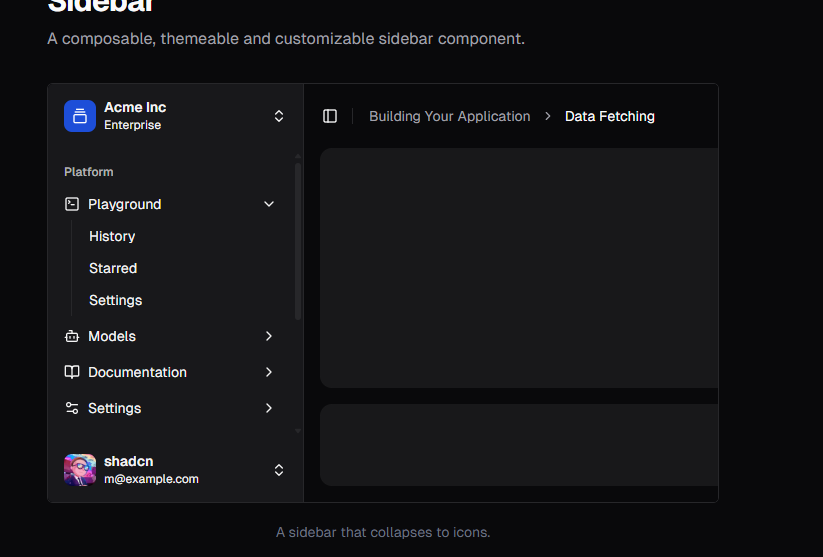 Sidebar
A composable, themeable and customizable sidebar component.
Acme Inc
Enterprise
Building Your Application > Data Fetching
Platform
Playground
History
Starred
Settings
Models
Documentation
Settings
shadcn
m@example.com
A sidebar that collapses to icons.